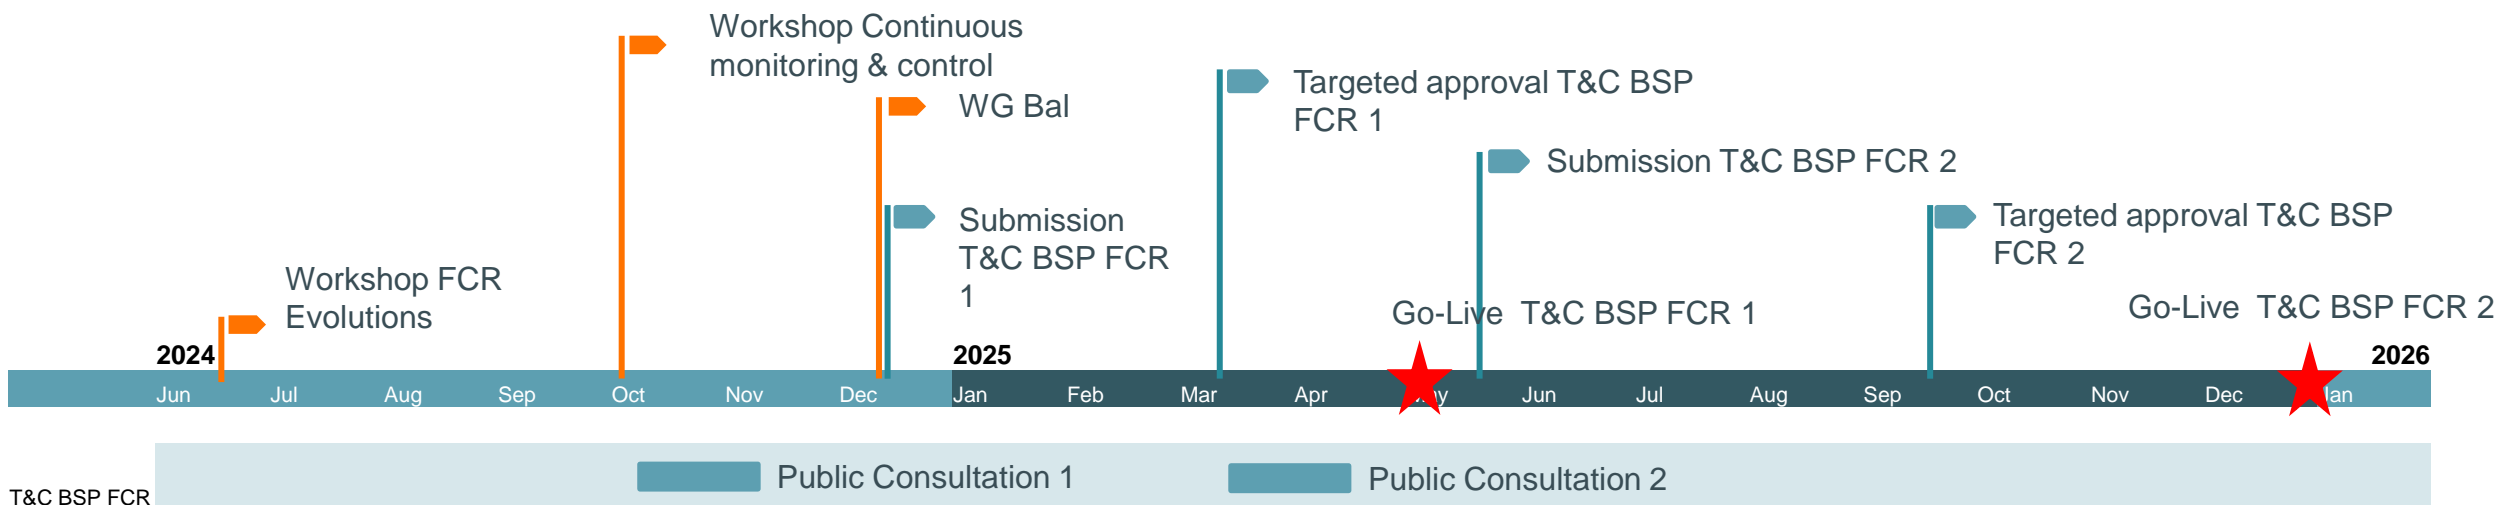 Workshop Continuous
monitoring & control
WG Bal
Targeted approval T&C BSP
FCR 1
Submission T&C BSP FCR 2
Submission
T&C BSP FCR
1
Targeted approval T&C BSP
FCR 2
Workshop FCR
Evolutions
Go-Live T&C BSP FCR 1
Go-Live T&C BSP FCR 2
2024
2025
2026
Jun Jul Aug Sep Oct Nov Dec Jan Feb Mar Apr May Jun Jul Aug Sep Oct Nov Dec Jan
Public Consultation 1
Public Consultation 2
T&C BSP FCR